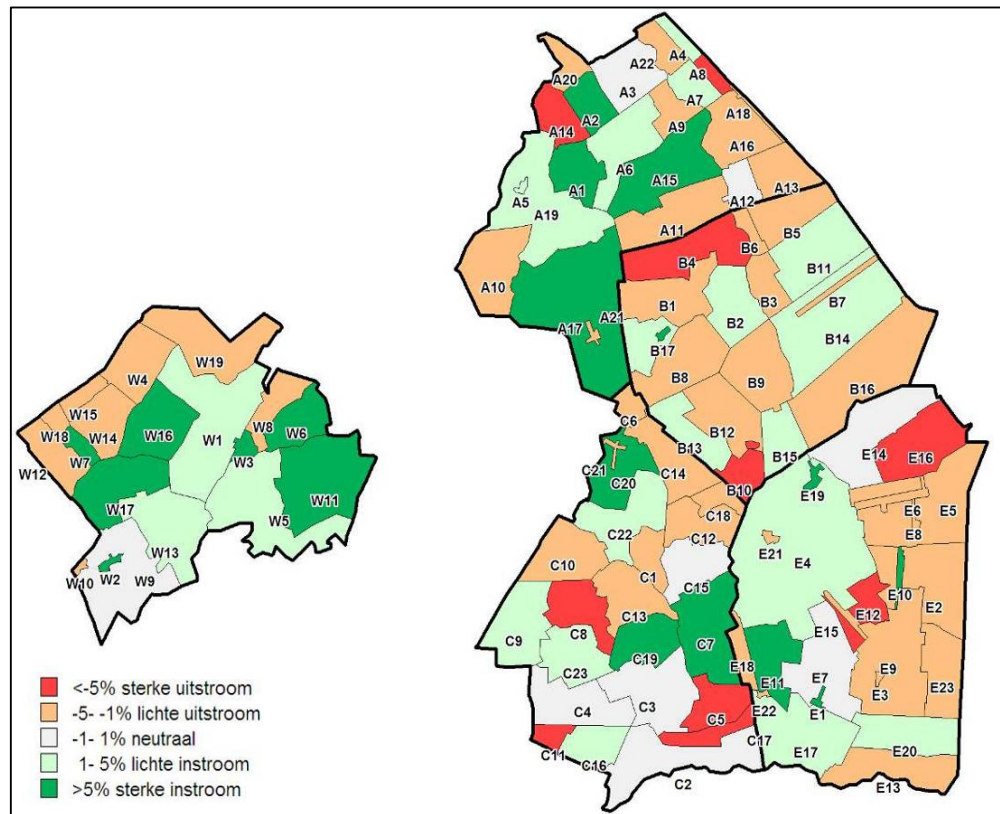 A4
A22
A20
A8
A3
A7
A2
A18
A14
A9
A16
A6
A15
A1
A13
A5
A12
A19
A11
B5
B6
B4
B11
A10
B3
B1
B7
A21
A17
B2
B14
B17
B8
B9
B16
C6
B12
B13
B15
E14
E16
C21
C20
C14
B10
E19
C18
E6
E5
C12
E8
C22
E21
C10
E4
C1
C15
E10
E12
E2
C13
E15
C9
C8
C7
C19
E18
E9
C23
E11
E7
E3
E23
C4
C3
E22
E1
C5
C11
C17
E17
E20
C16
C2
E13
W19
W4
W15
W18
W14
W16
W1
W8
W6
W7
W3
W12
W11
W17
W5
W13
W10
W2
W9
<-5% sterke uitstroom
-5- -1% lichte uitstroom
-1- 1% neutraal
1- 5% lichte instroom
>5% sterke instroom